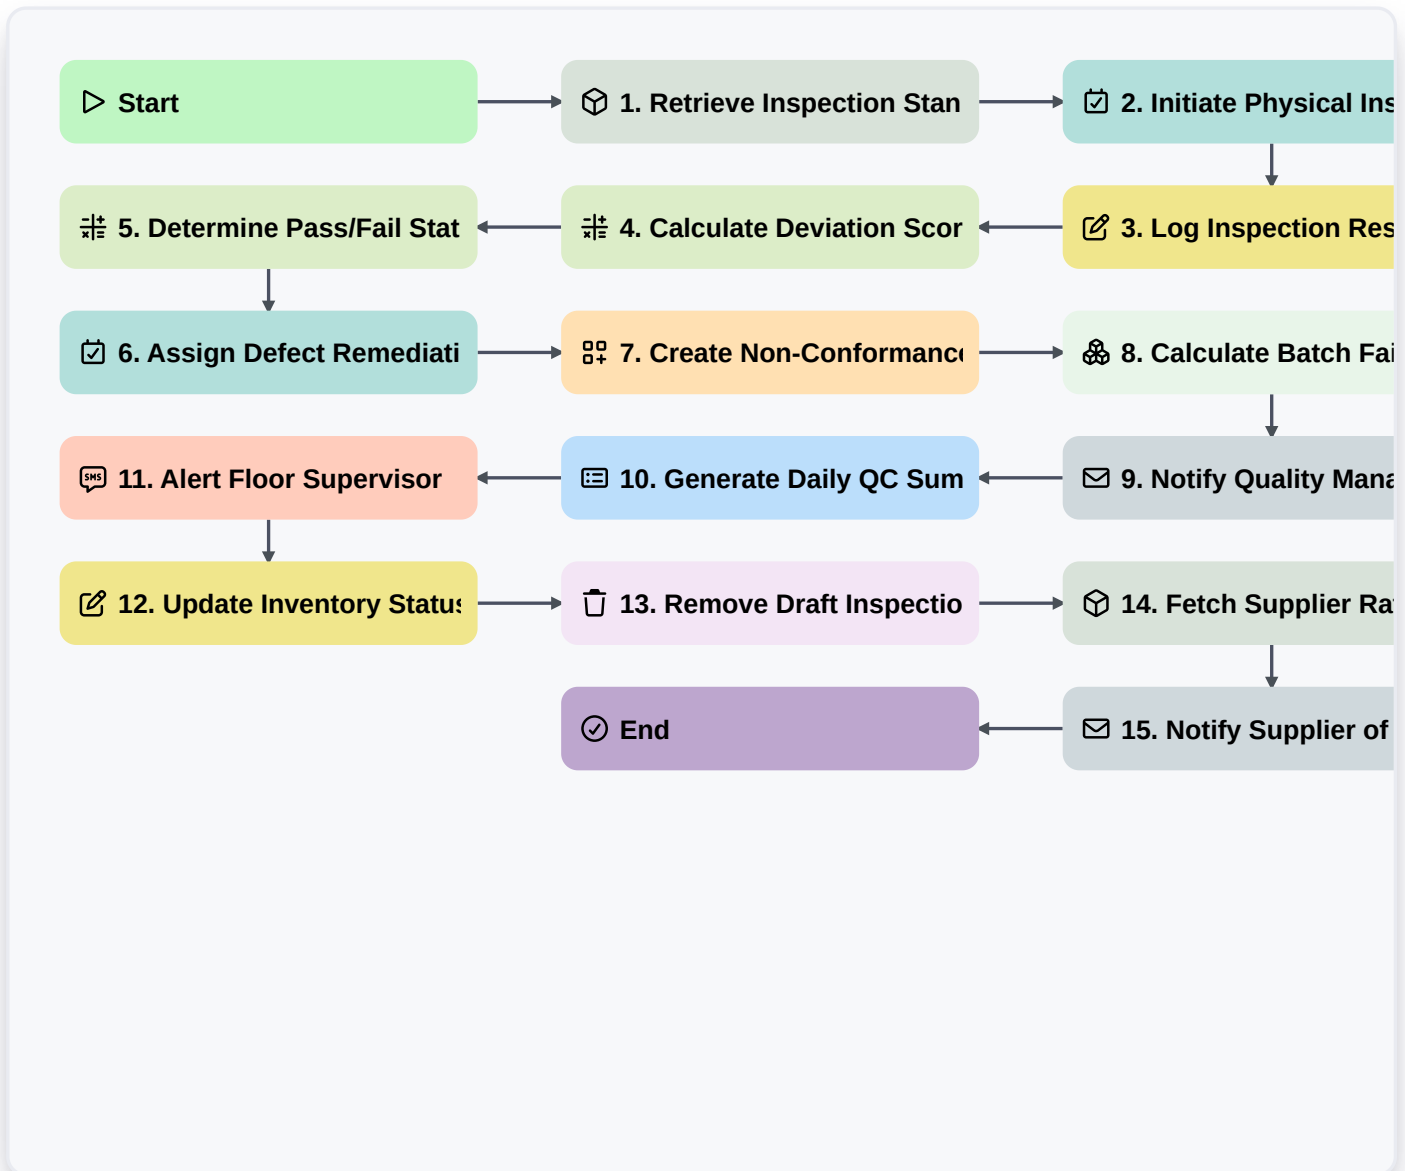 Start
1. Retrieve Inspection Stan
2. Initiate Physical Ins
5. Determine Pass/Fail Stat
4. Calculate Deviation Scor
3. Log Inspection Res
6. Assign Defect Remediati
7. Create Non-Conformance
8. Calculate Batch Fai
11. Alert Floor Supervisor
10. Generate Daily QC Sum
9. Notify Quality Mana
12. Update Inventory Status
13. Remove Draft Inspectio
14. Fetch Supplier Rat
End
15. Notify Supplier of
SMS